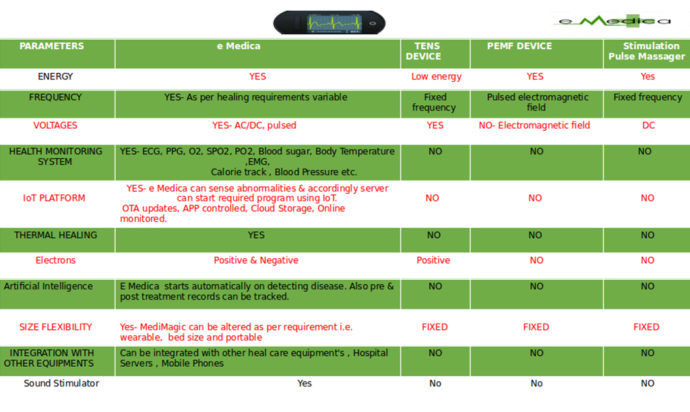 e Medica
PARAMETERS e Medica TENS DEVICE PEMF DEVICE Stimulation Pulse Massager
ENERGY YES Low energy YES Yes
FREQUENCY YES- As per healing requirements variable Fixed frequency Pulsed electromagnetic field Fixed frequency
VOLTAGES YES- AC/DC, pulsed YES NO- Electromagnetic field DC
HEALTH MONITORING SYSTEM YES- ECG, PPG, O2, SPO2, PO2, Blood sugar, Body Temperature ,EMG, Calorie track , Blood Pressure etc. NO NO NO
IoT PLATFORM YES- e Medica can sense abnormalities & accordingly server can start required program using IoT. OTA updates, APP controlled, Cloud Storage, Online monitored. NO NO NO
THERMAL HEALING YES NO NO NO
Electrons Positive & Negative Positive NO NO
Artificial Intelligence E Medica starts automatically on detecting disease. Also pre & post treatment records can be tracked. NO NO NO
SIZE FLEXIBILITY Yes- MediMagic can be altered as per requirement i.e. wearable, bed size and portable FIXED FIXED FIXED
INTEGRATION WITH OTHER EQUIPMENTS Can be integrated with other heal care equipment's , Hospital Servers , Mobile Phones NO NO NO
Sound Stimulator Yes No No NO